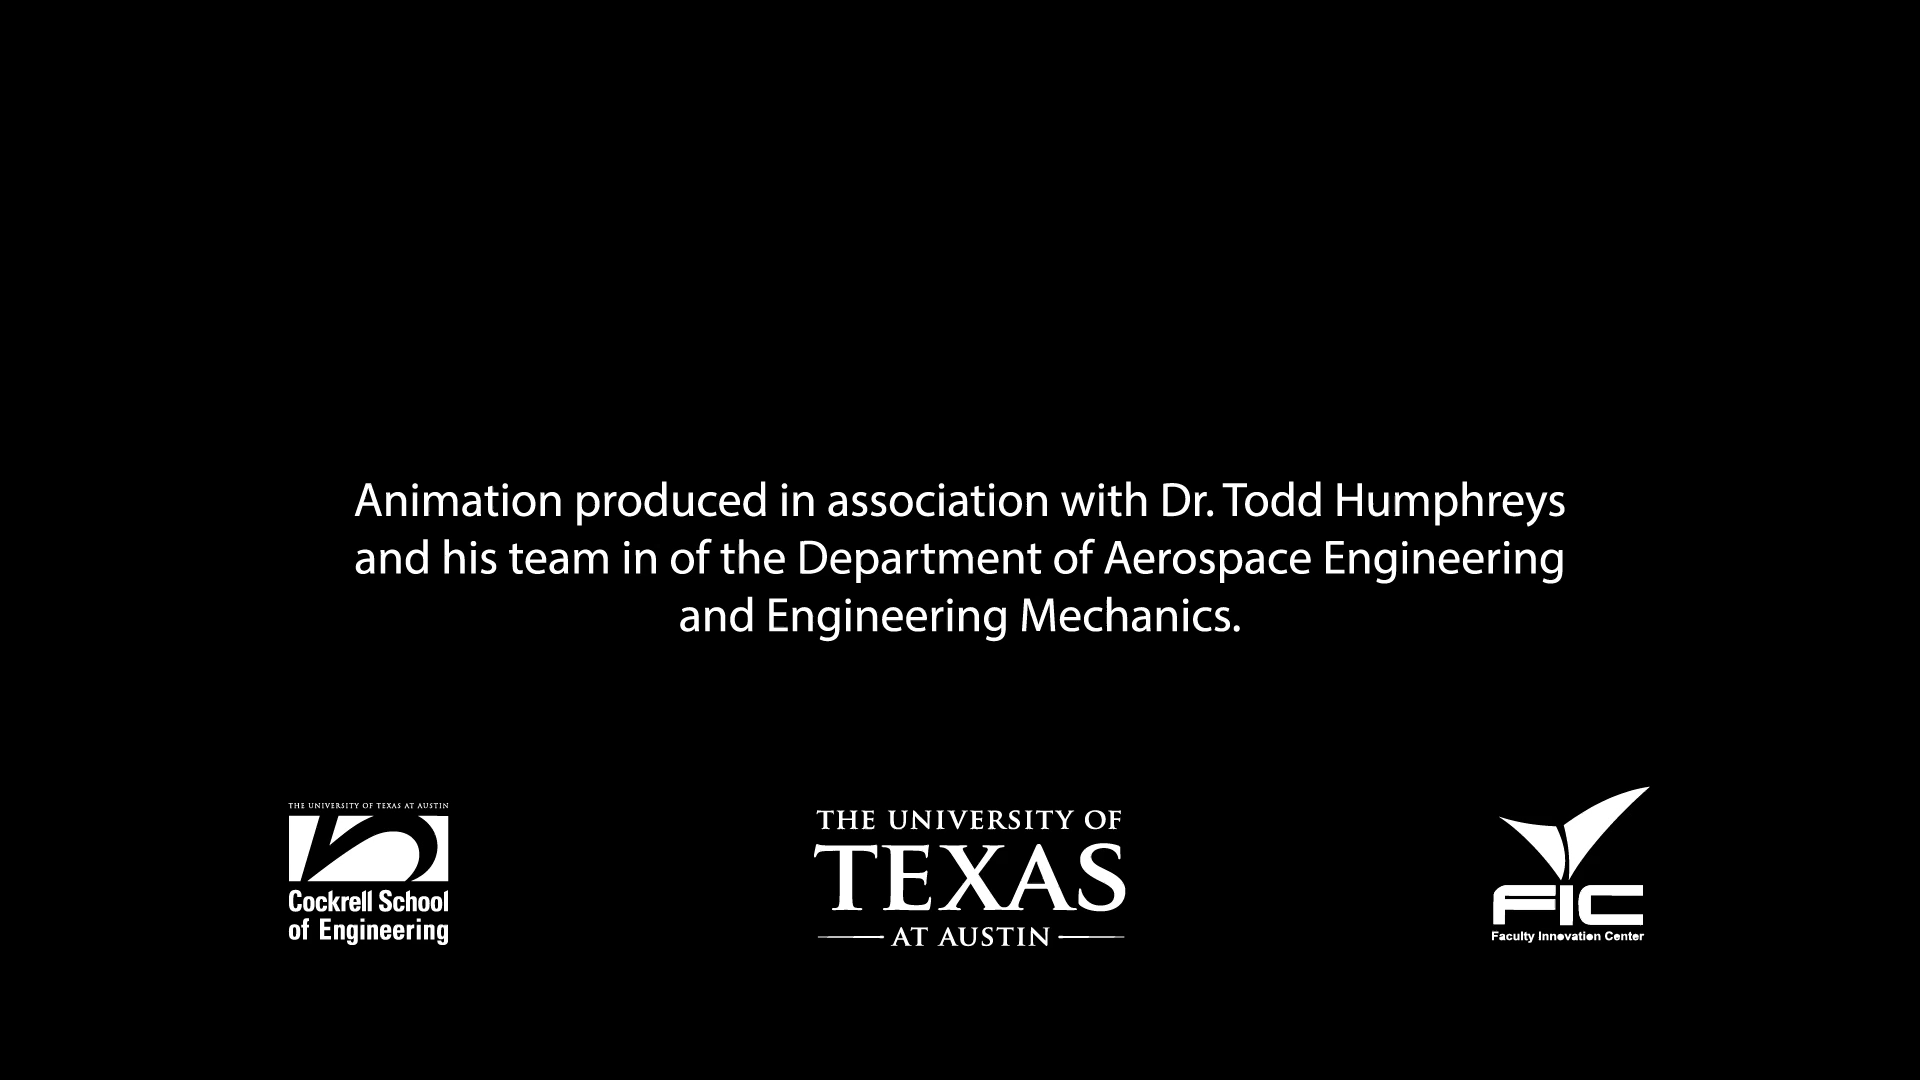 Animation produced in association with Dr. Todd Humphreys
and his team in of the Department of Aerospace Engineering
and Engineering Mechanics.
THE UNIVERSITY OF TEXAS AT AUSTIN
Cockrell School
of Engineering
THE UNIVERSITY OF
TEXAS
AT AUSTIN
FIC
Faculty Innovation Center